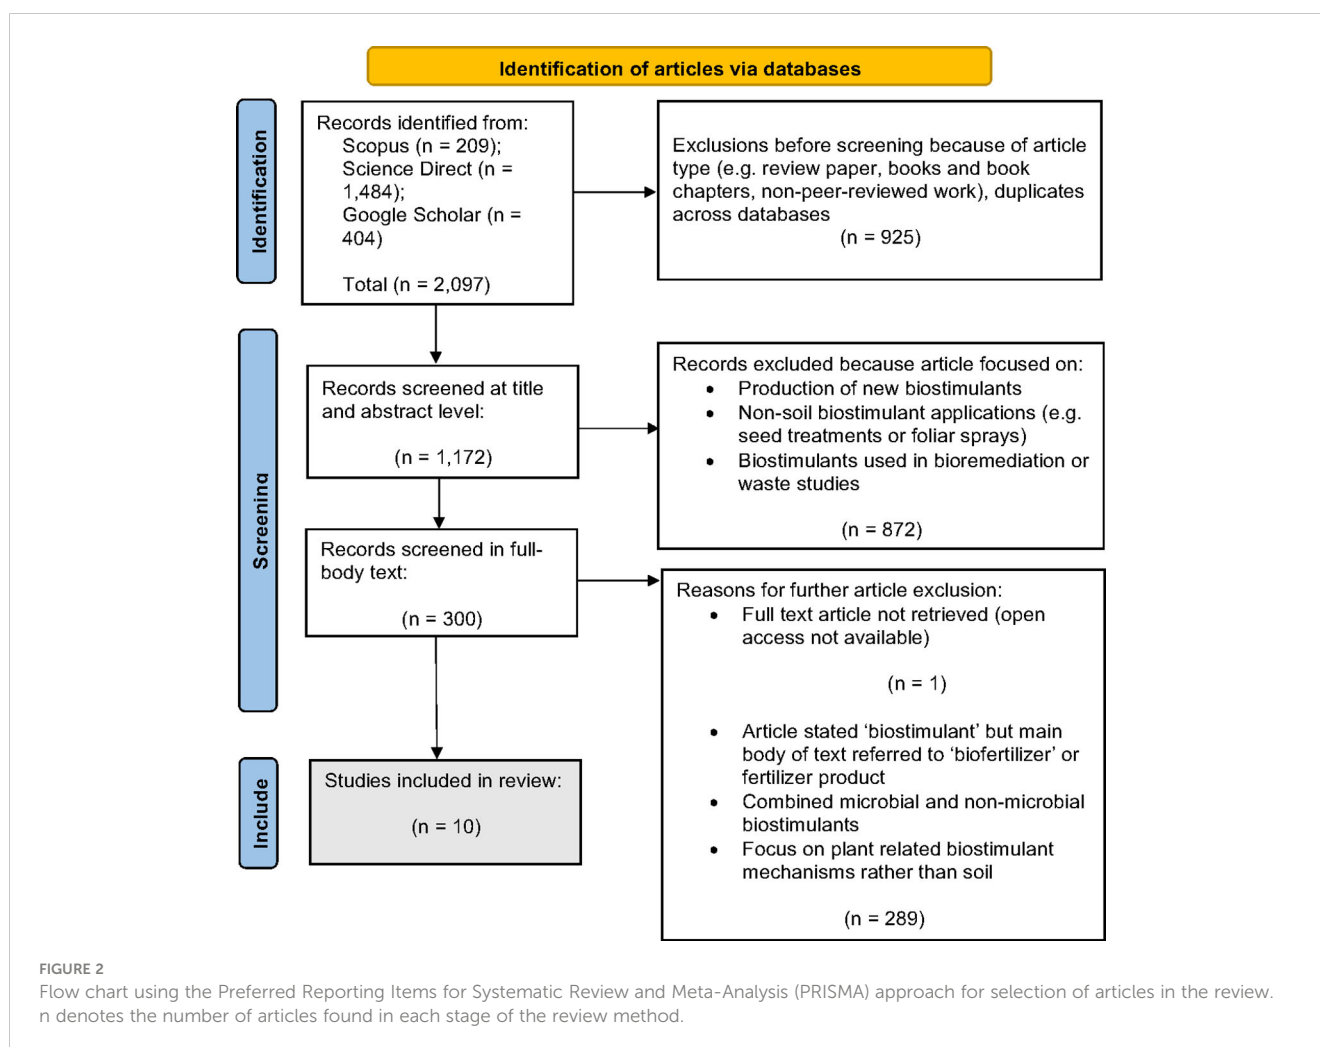 Identification of articles via databases
Identification
Records identified from:
Scopus (n = 209);
Science Direct (n =
1,484);
Google Scholar (n =
404)
Total (n = 2,097)
Exclusions before screening because of article
type (e.g. review paper, books and book
chapters, non-peer-reviewed work), duplicates
across databases
(n = 925)
Screening
Records screened at title
and abstract level:
(n = 1,172)
Records excluded because article focused on:
• Production of new biostimulants
• Non-soil biostimulant applications (e.g.
seed treatments or foliar sprays)
• Biostimulants used in bioremediation or
waste studies
(n = 872)
Records screened in full-
body text:
(n = 300)
Reasons for further article exclusion:
• Full text article not retrieved (open
access not available)
(n = 1)
• Article stated ‘biostimulant’ but main
body of text referred to ‘biofertilizer’ or
fertilizer product
• Combined microbial and non-microbial
biostimulants
• Focus on plant related biostimulant
mechanisms rather than soil
(n = 289)
Include
Studies included in review:
(n = 10)
FIGURE 2
Flow chart using the Preferred Reporting Items for Systematic Review and Meta-Analysis (PRISMA) approach for selection of articles in the review.
n denotes the number of articles found in each stage of the review method.